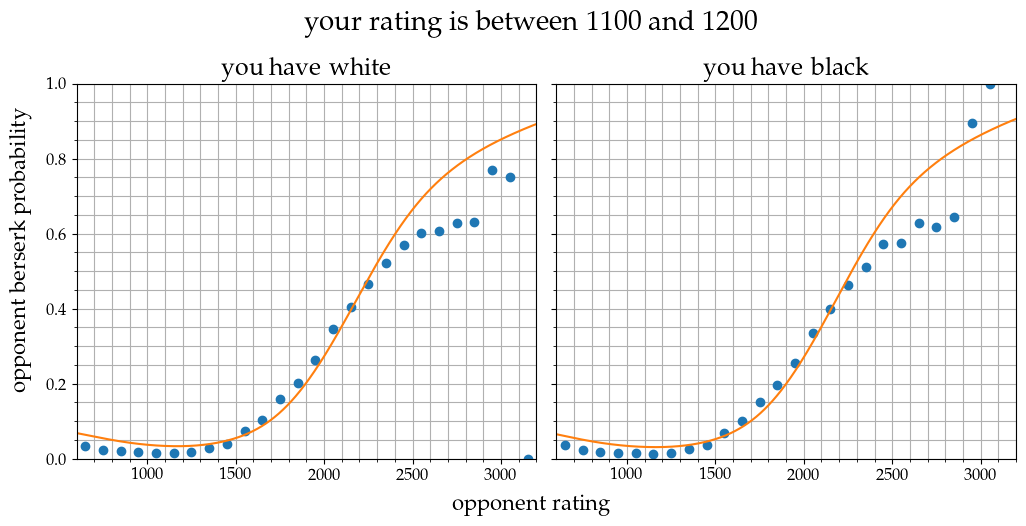 your rating is between 1100 and 1200
you have white
you have black
opponent berserk probability
1.0
0.8
0.6
0.4
0.2
0.0
1000 1500 2000 2500 3000
1000 1500 2000 2500 3000
opponent rating